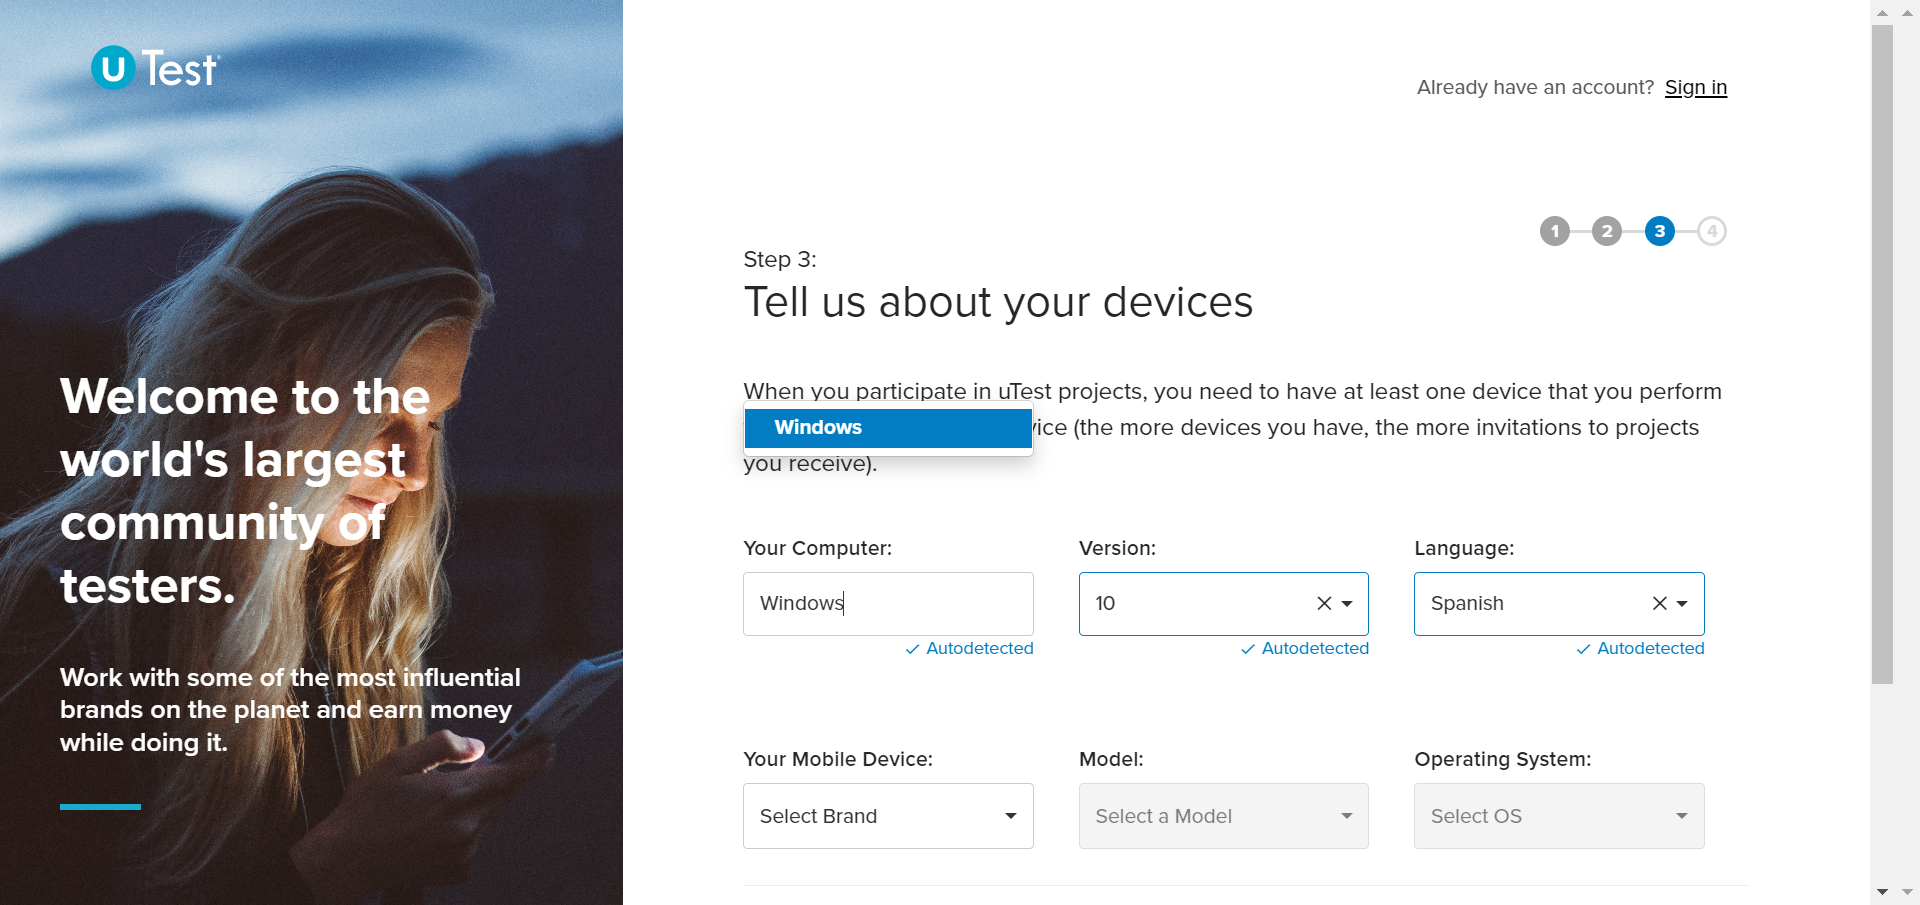 u Test
Welcome to the
world's largest
community of
testers.
Work with some of the most influential
brands on the planet and earn money
while doing it.
Already have an account? Sign in
1 2 3 4
Step 3:
Tell us about your devices
When you participate in uTest projects, you need to have at least one device that you perform
Windows
vice (the more devices you have, the more invitations to projects
you receive).
Your Computer: Version: Language:
Windows 10 Spanish
Autodetected Autodetected Autodetected
Your Mobile Device: Model: Operating System:
Select Brand Select a Model Select OS